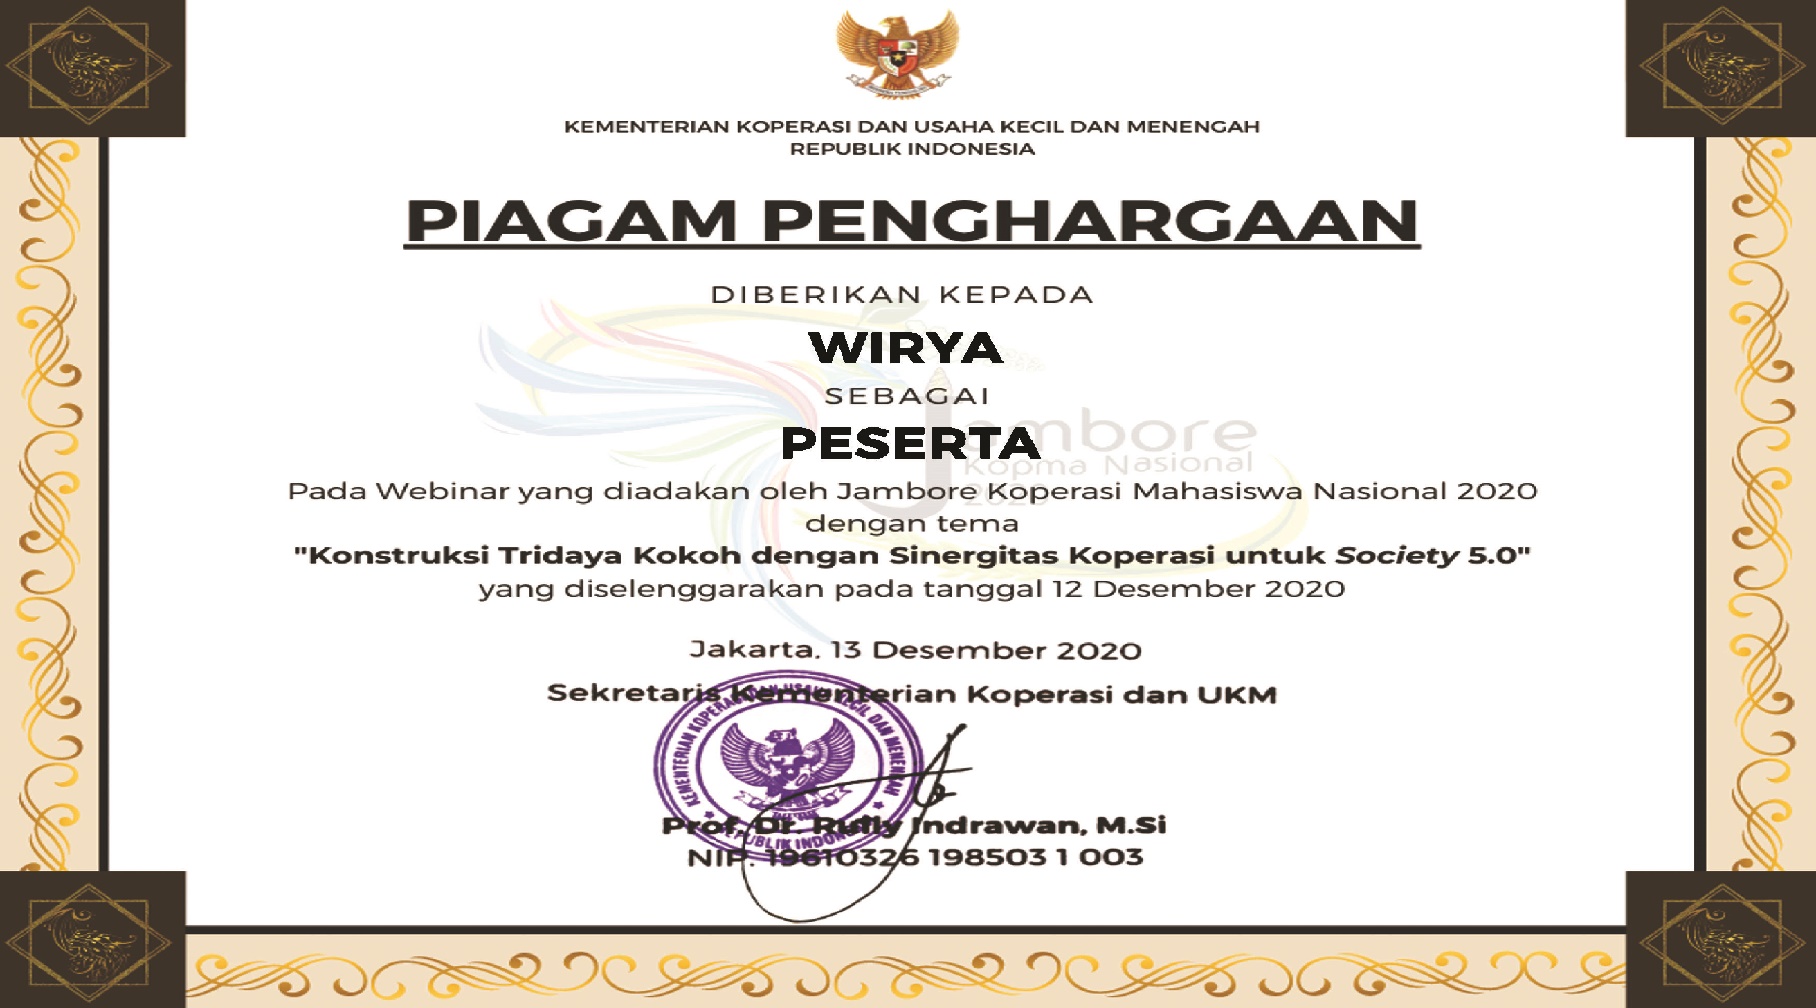 KEMENTERIAN KOPERASI DAN USAHA KECIL DAN MENENGAH
REPUBLIK INDONESIA
PIAGAM PENGHARGAAN
DIBERIKAN KEPADA
WIRYA
SEBAGAI
PESERTA
Jambore
Kopma Nasional
2020
Pada Webinar yang diadakan oleh Jambore Koperasi Mahasiswa Nasional 2020
dengan tema
"Konstruksi Tridaya Kokoh dengan Sinergitas Koperasi untuk Society 5.0"
yang diselenggarakan pada tanggal 12 Desember 2020
Jakarta, 13 Desember 2020
Sekretaris Kementerian Koperasi dan UKM
KEMENTERIAN KOPERASI DAN USAHA KECIL DAN MENENGAH
REPUBLIK INDONESIA
Prof. Dr. Rully Indrawan, M.Si
NIP. 19610326 198503 1 003